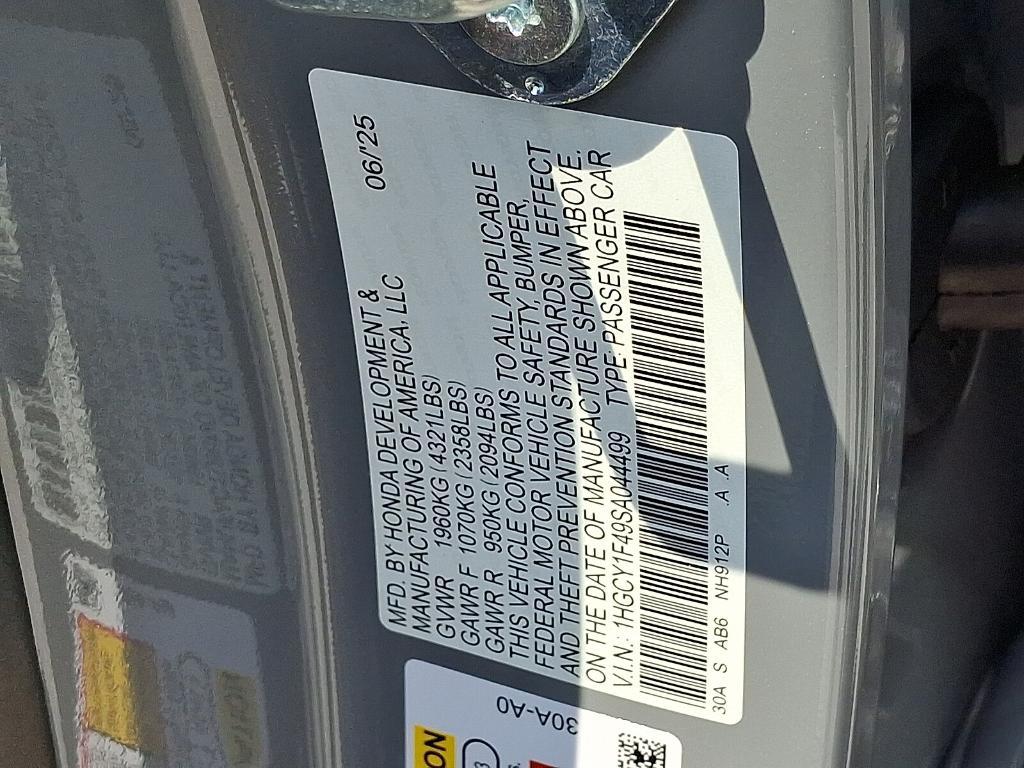 MFD. BY HONDA DEVELOPMENT &
MANUFACTURING OF AMERICA, LLC 06/'25
GVWR 1960KG (4321LBS)
GAWR F 1070KG (2358LBS)
GAWR R 950KG (2094LBS)
THIS VEHICLE CONFORMS TO ALL APPLICABLE
FEDERAL MOTOR VEHICLE SAFETY, BUMPER,
AND THEFT PREVENTION STANDARDS IN EFFECT
ON THE DATE OF MANUFACTURE SHOWN ABOVE.
V.I.N.: 1HGCY1F49SA044499 TYPE: PASSENGER CAR
30A S AB6 NH912P A A
30A-A0
3